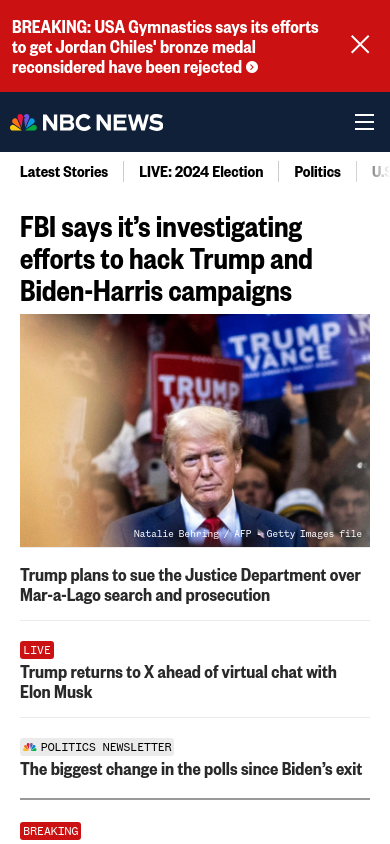 BREAKING: USA Gymnastics says its efforts
to get Jordan Chiles' bronze medal
reconsidered have been rejected
NBC NEWS
Latest Stories
LIVE: 2024 Election
Politics
U.S
FBI says it’s investigating
efforts to hack Trump and
Biden-Harris campaigns
TRUMP
VANCE
TRUMP
VANCE
Natalie Behring / AFP
Getty Images file
Trump plans to sue the Justice Department over
Mar-a-Lago search and prosecution
LIVE
Trump returns to X ahead of virtual chat with
Elon Musk
POLITICS NEWSLETTER
The biggest change in the polls since Biden’s exit
BREAKING